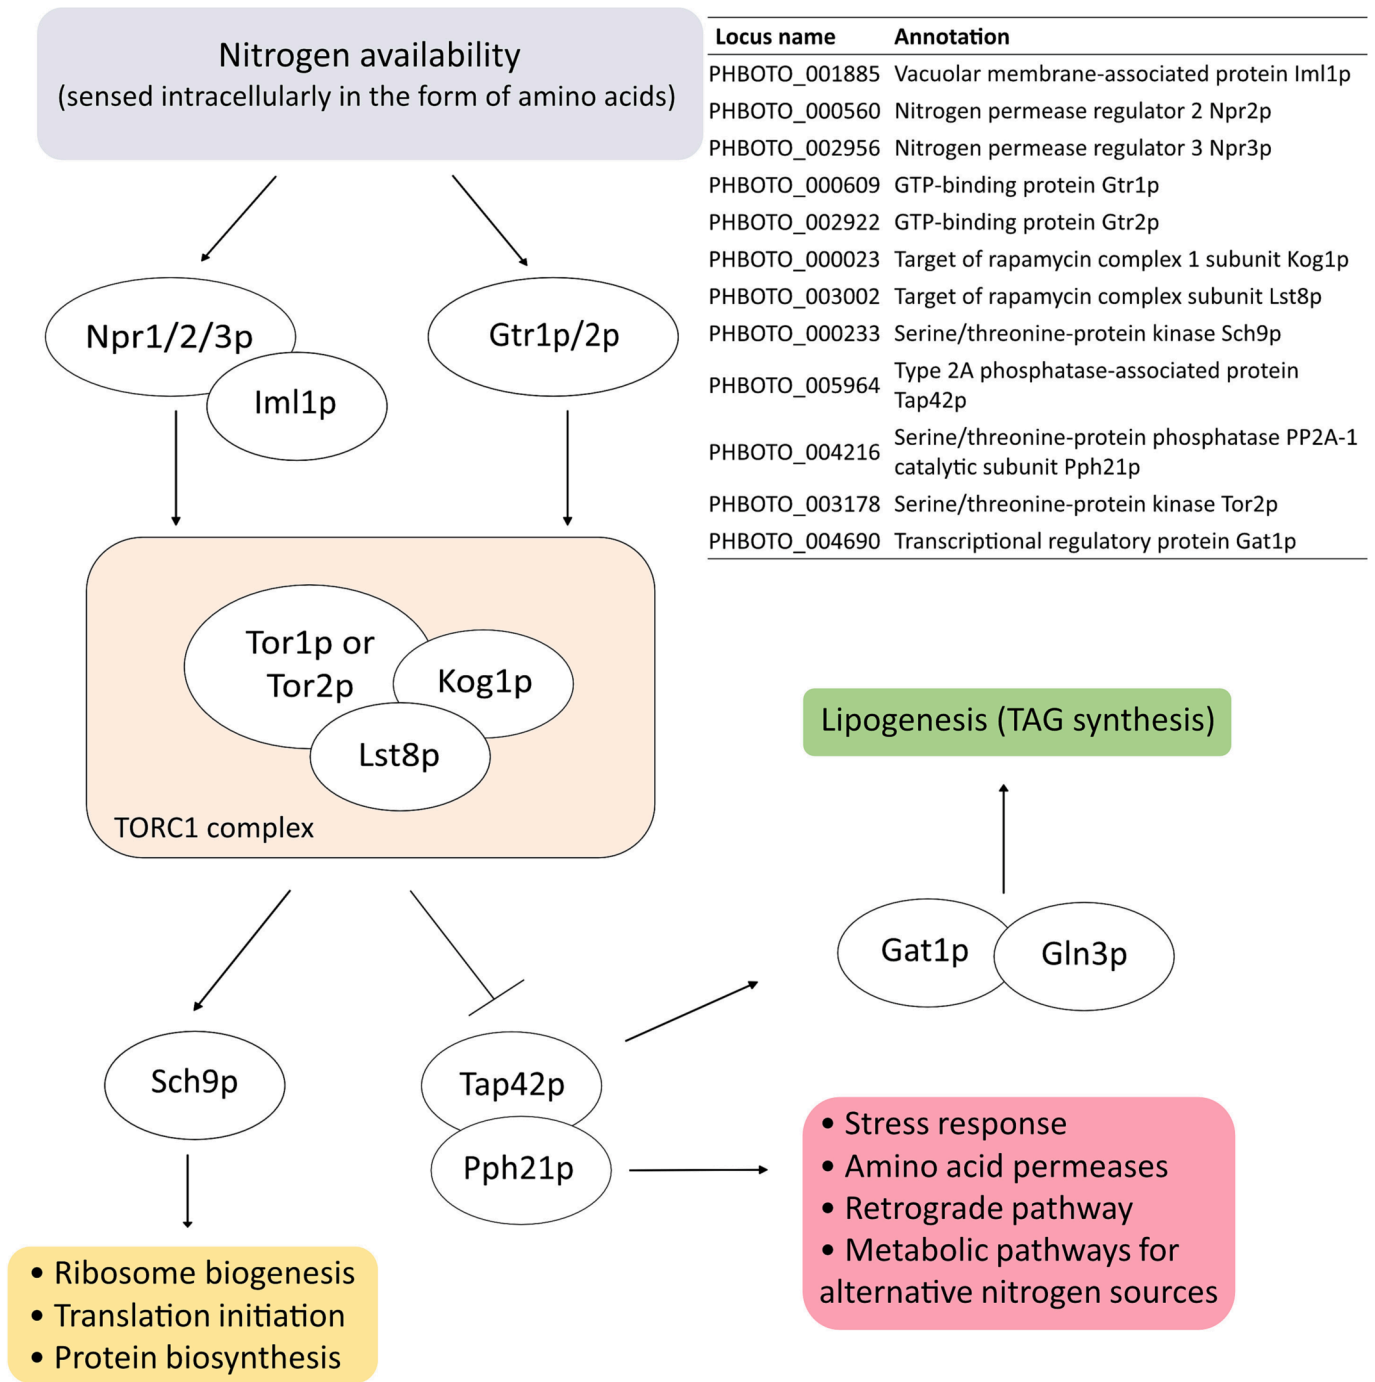 Nitrogen availability
(sensed intracellularly in the form of amino acids)
Locus name Annotation
PHBOTO_001885 Vacuolar membrane-associated protein Iml1p
PHBOTO_000560 Nitrogen permease regulator 2 Npr2p
PHBOTO_002956 Nitrogen permease regulator 3 Npr3p
PHBOTO_000609 GTP-binding protein Gtr1p
PHBOTO_002922 GTP-binding protein Gtr2p
PHBOTO_000023 Target of rapamycin complex 1 subunit Kog1p
PHBOTO_003002 Target of rapamycin complex subunit Lst8p
PHBOTO_000233 Serine/threonine-protein kinase Sch9p
PHBOTO_005964 Type 2A phosphatase-associated protein
Tap42p
PHBOTO_004216 Serine/threonine-protein phosphatase PP2A-1
catalytic subunit Pph21p
PHBOTO_003178 Serine/threonine-protein kinase Tor2p
PHBOTO_004690 Transcriptional regulatory protein Gat1p
Npr1/2/3p
Iml1p
Gtr1p/2p
Tor1p or
Tor2p
Kog1p
Lst8p
TORC1 complex
Lipogenesis (TAG synthesis)
Gat1p
Gln3p
Sch9p
Tap42p
Pph21p
• Stress response
• Amino acid permeases
• Retrograde pathway
• Metabolic pathways for
alternative nitrogen sources
• Ribosome biogenesis
• Translation initiation
• Protein biosynthesis